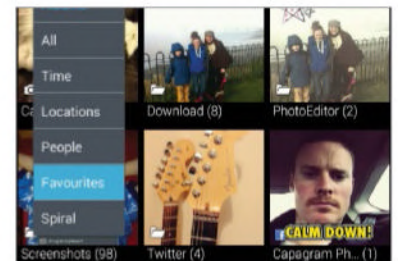 All
Time
Ca
Download (8)
PhotoEditor (2)
Locations
People
Favourites
Spiral
CALM DOWN!
Screenshots (98)
Twitter (4)
Capagram Ph... (1)